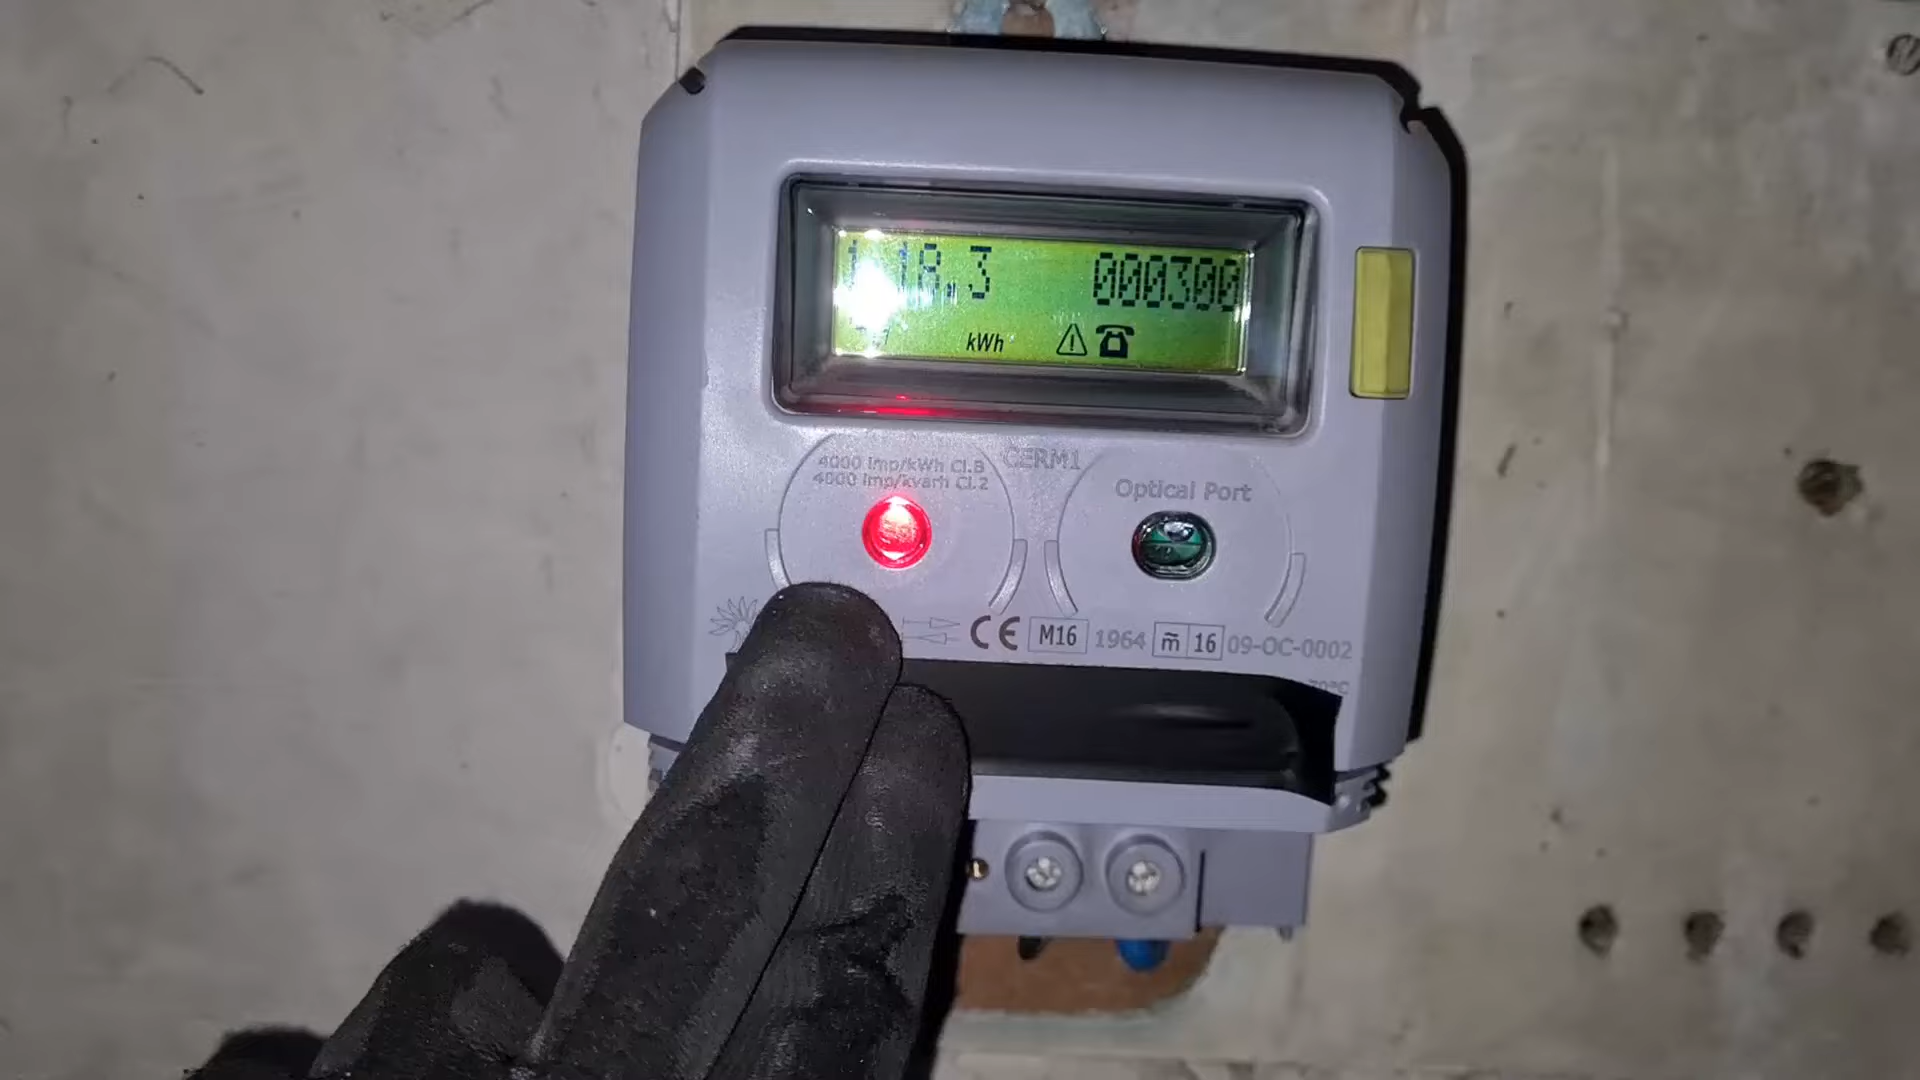 18.3 000300
kWh
4000 imp/kWh Cl.B
4000 imp/kvarh Cl.2
CERM1
Optical Port
CE M16 1964 m 16 09-OC-0002
70°C